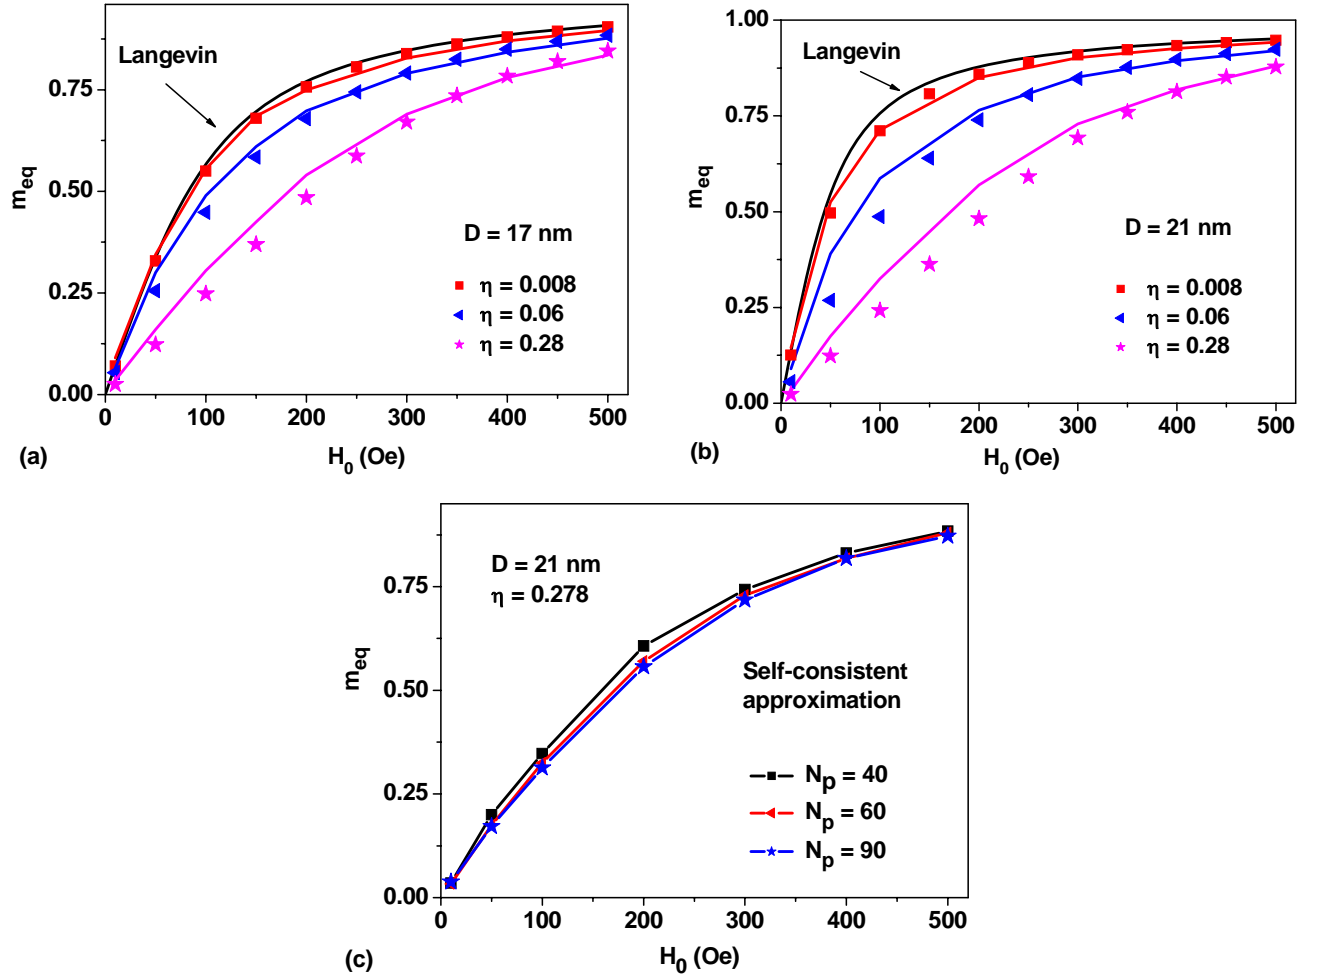 Langevin
D = 17 nm
η = 0.008
η = 0.06
η = 0.28
0.75
0.50
0.25
0.00
0 100 200 300 400 500
m_eq
H_0 (Oe)
(a)
Langevin
D = 21 nm
η = 0.008
η = 0.06
η = 0.28
1.00
0.75
0.50
0.25
0.00
0 100 200 300 400 500
m_eq
H_0 (Oe)
(b)
D = 21 nm
η = 0.278
Self-consistent
approximation
N_p = 40
N_p = 60
N_p = 90
0.75
0.50
0.25
0.00
0 100 200 300 400 500
m_eq
H_0 (Oe)
(c)